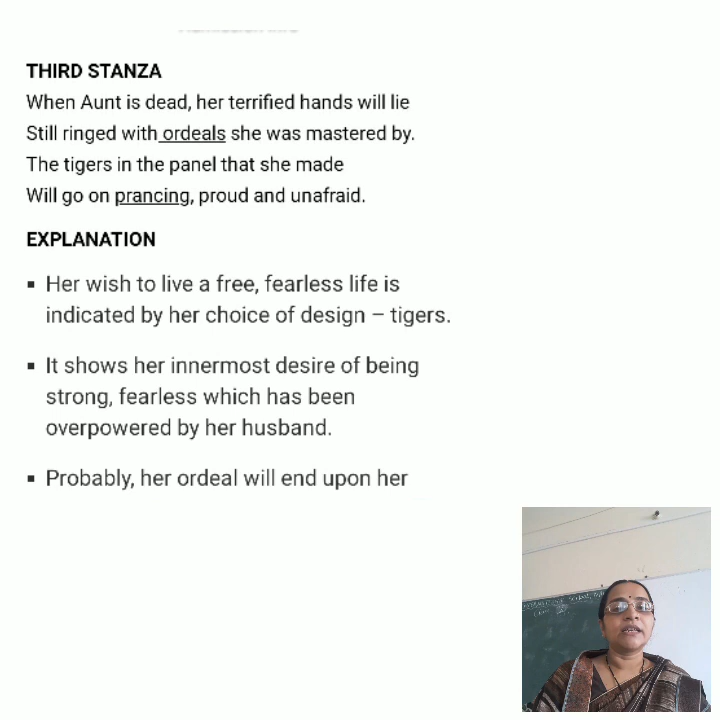 THIRD STANZA
When Aunt is dead, her terrified hands will lie
Still ringed with ordeals she was mastered by.
The tigers in the panel that she made
Will go on prancing, proud and unafraid.
EXPLANATION
▪ Her wish to live a free, fearless life is
indicated by her choice of design – tigers.
▪ It shows her innermost desire of being
strong, fearless which has been
overpowered by her husband.
▪ Probably, her ordeal will end upon her